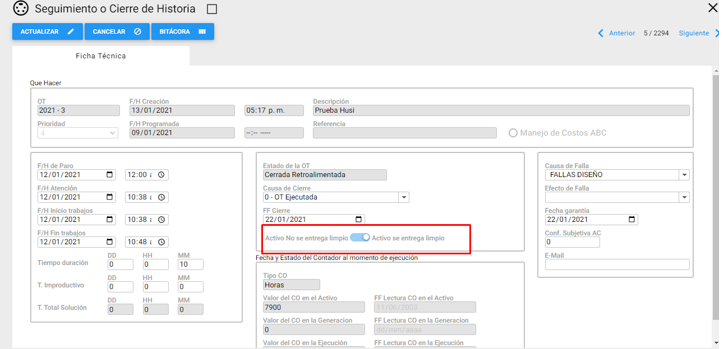 Seguimiento o Cierre de Historia
ACTUALIZAR CANCELAR BITÁCORA
Anterior 5 / 2294 Siguiente
Ficha Técnica
Que Hacer
OT F/H Creación Descripción
2021 - 3 13/01/2021 05:17 p. m. Prueba Husi
Prioridad F/H Programada Referencia
4 09/01/2021 --:-- ---- Manejo de Costos ABC
F/H de Paro
12/01/2021 12:00
F/H Atención
12/01/2021 10:38
F/H Inicio trabajos
12/01/2021 10:38
F/H Fin trabajos
12/01/2021 10:48
DD HH MM
Tiempo duración 0 0 10
DD HH MM
T. Improductivo 0 0 0
DD HH MM
T. Total Solución 0 0 0
Estado de la OT
Cerrada Retroalimentada
Causa de Cierre
0 - OT Ejecutada
FF Cierre
22/01/2021
Activo No se entrega limpio Activo se entrega limpio
Fecha y Estado del Contador al momento de ejecución
Tipo CO
Horas
Valor del CO en el Activo FF Lectura CO en el Activo
7900 11/06/2003
Valor del CO en la Generacion FF Lectura CO en la Generacion
0 dd/mm/aaaa
Valor del CO en la Ejecución FF Lectura CO en la Ejecución
Causa de Falla
FALLAS DISEÑO
Efecto de Falla
Fecha garantía
22/01/2021
Conf. Subjetiva AC
0
E-Mail